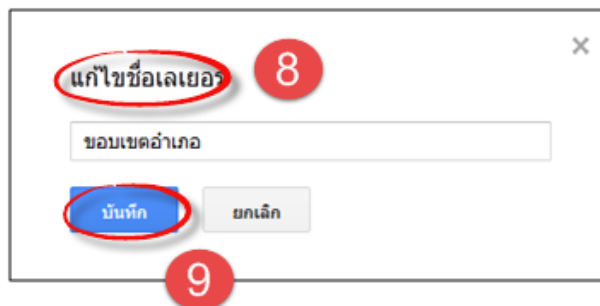 แก้ไขชื่อเลเยอร์ 8
×
ขอบเขตอำเภอ
บันทึก ยกเลิก
9